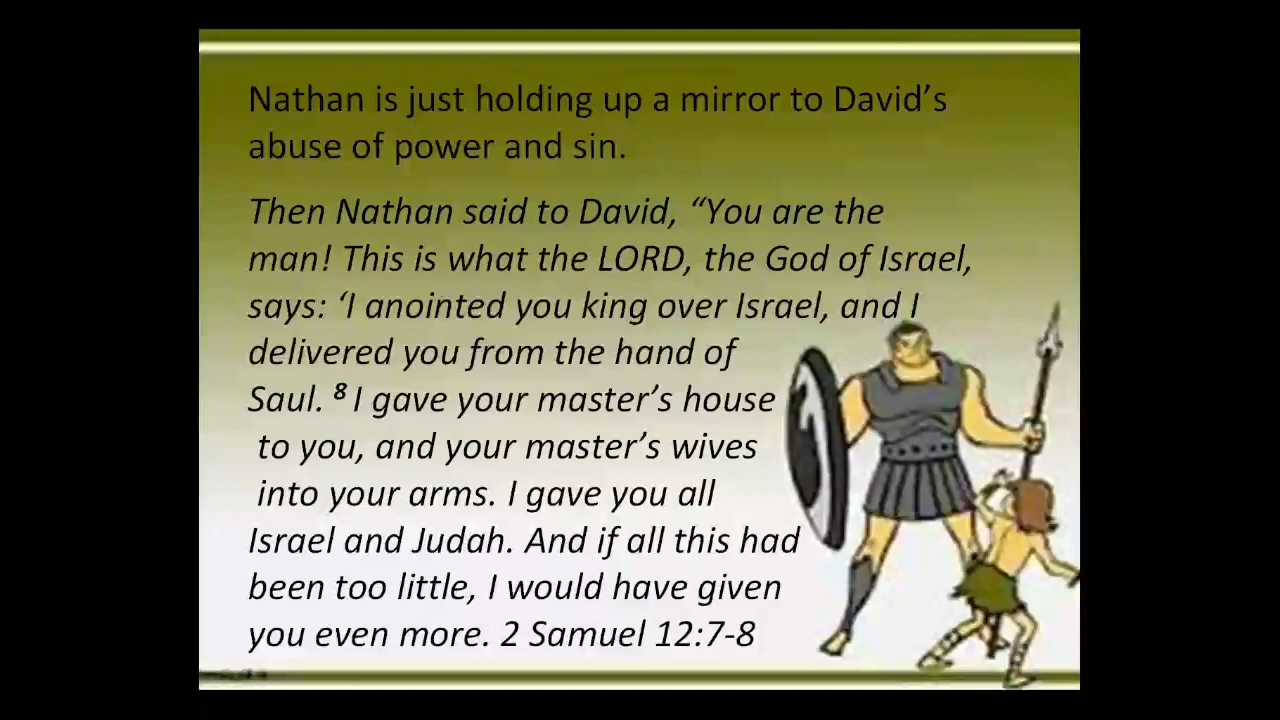 Nathan is just holding up a mirror to David’s
abuse of power and sin.
Then Nathan said to David, “You are the
man! This is what the LORD, the God of Israel,
says: ‘I anointed you king over Israel, and I
delivered you from the hand of
Saul. ⁸ I gave your master’s house
to you, and your master’s wives
into your arms. I gave you all
Israel and Judah. And if all this had
been too little, I would have given
you even more. 2 Samuel 12:7-8